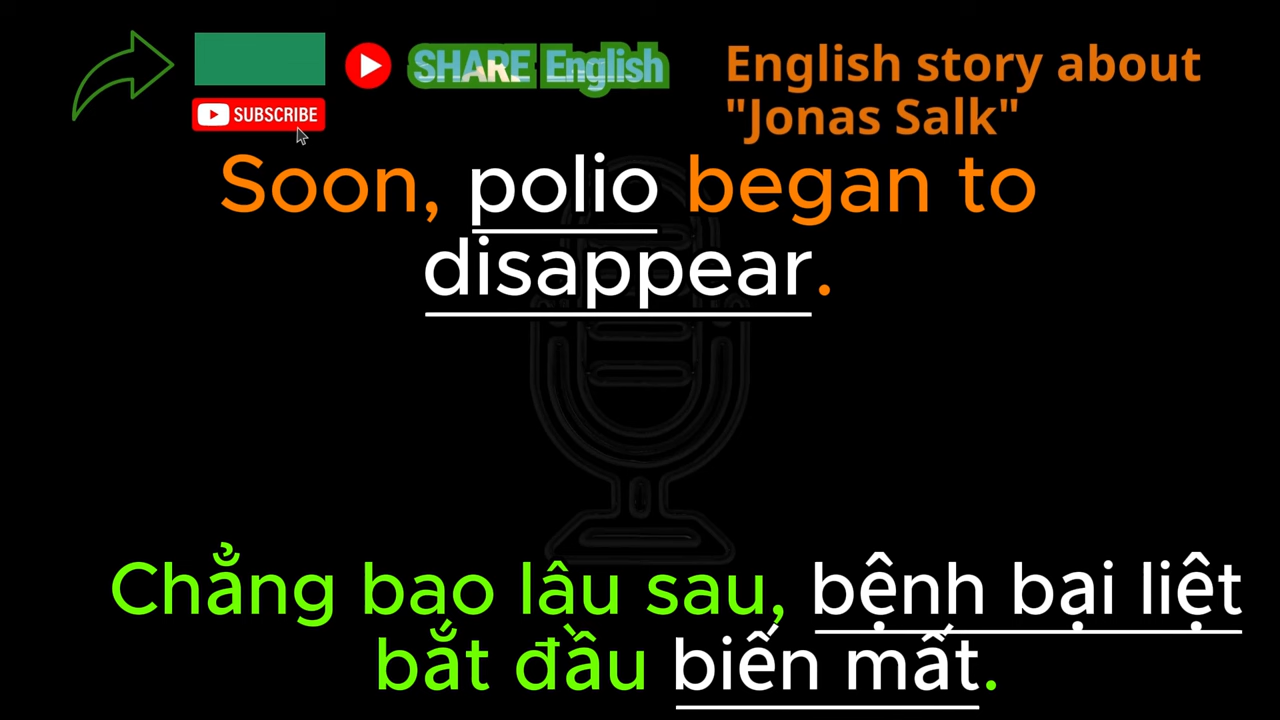 SUBSCRIBE
SHARE English
English story about
"Jonas Salk"
Soon, polio began to
disappear.
Chẳng bao lâu sau, bệnh bại liệt
bắt đầu biến mất.